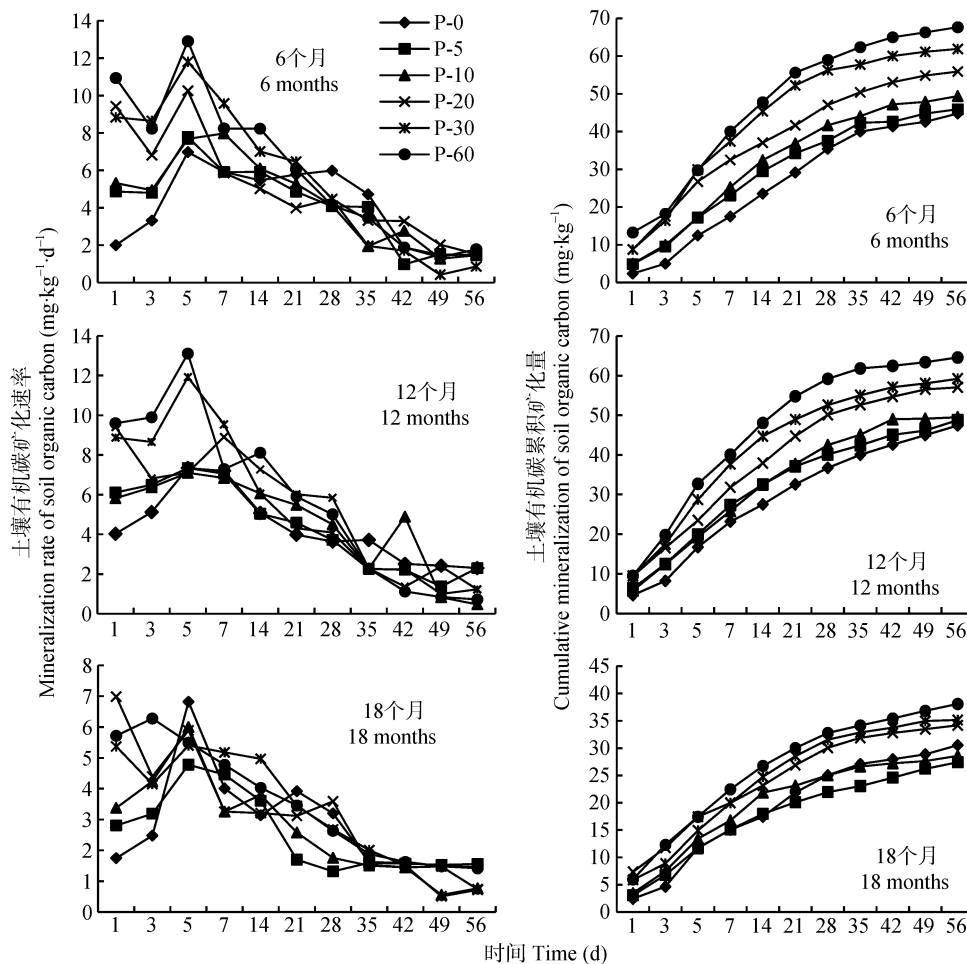 土壤有机碳矿化速率
Mineralization rate of soil organic carbon (mg·kg⁻¹·d⁻¹)
14
12
10
8
6
4
2
0
6个月
6 months
P-0
P-5
P-10
P-20
P-30
P-60
1 3 5 7 14 21 28 35 42 49 56
14
12
10
8
6
4
2
0
12个月
12 months
1 3 5 7 14 21 28 35 42 49 56
8
7
6
5
4
3
2
1
0
18个月
18 months
1 3 5 7 14 21 28 35 42 49 56
土壤有机碳累积矿化量
Cumulative mineralization of soil organic carbon (mg·kg⁻¹)
70
60
50
40
30
20
10
0
6个月
6 months
1 3 5 7 14 21 28 35 42 49 56
70
60
50
40
30
20
10
0
12个月
12 months
1 3 5 7 14 21 28 35 42 49 56
45
40
35
30
25
20
15
10
5
0
18个月
18 months
1 3 5 7 14 21 28 35 42 49 56
时间 Time (d)